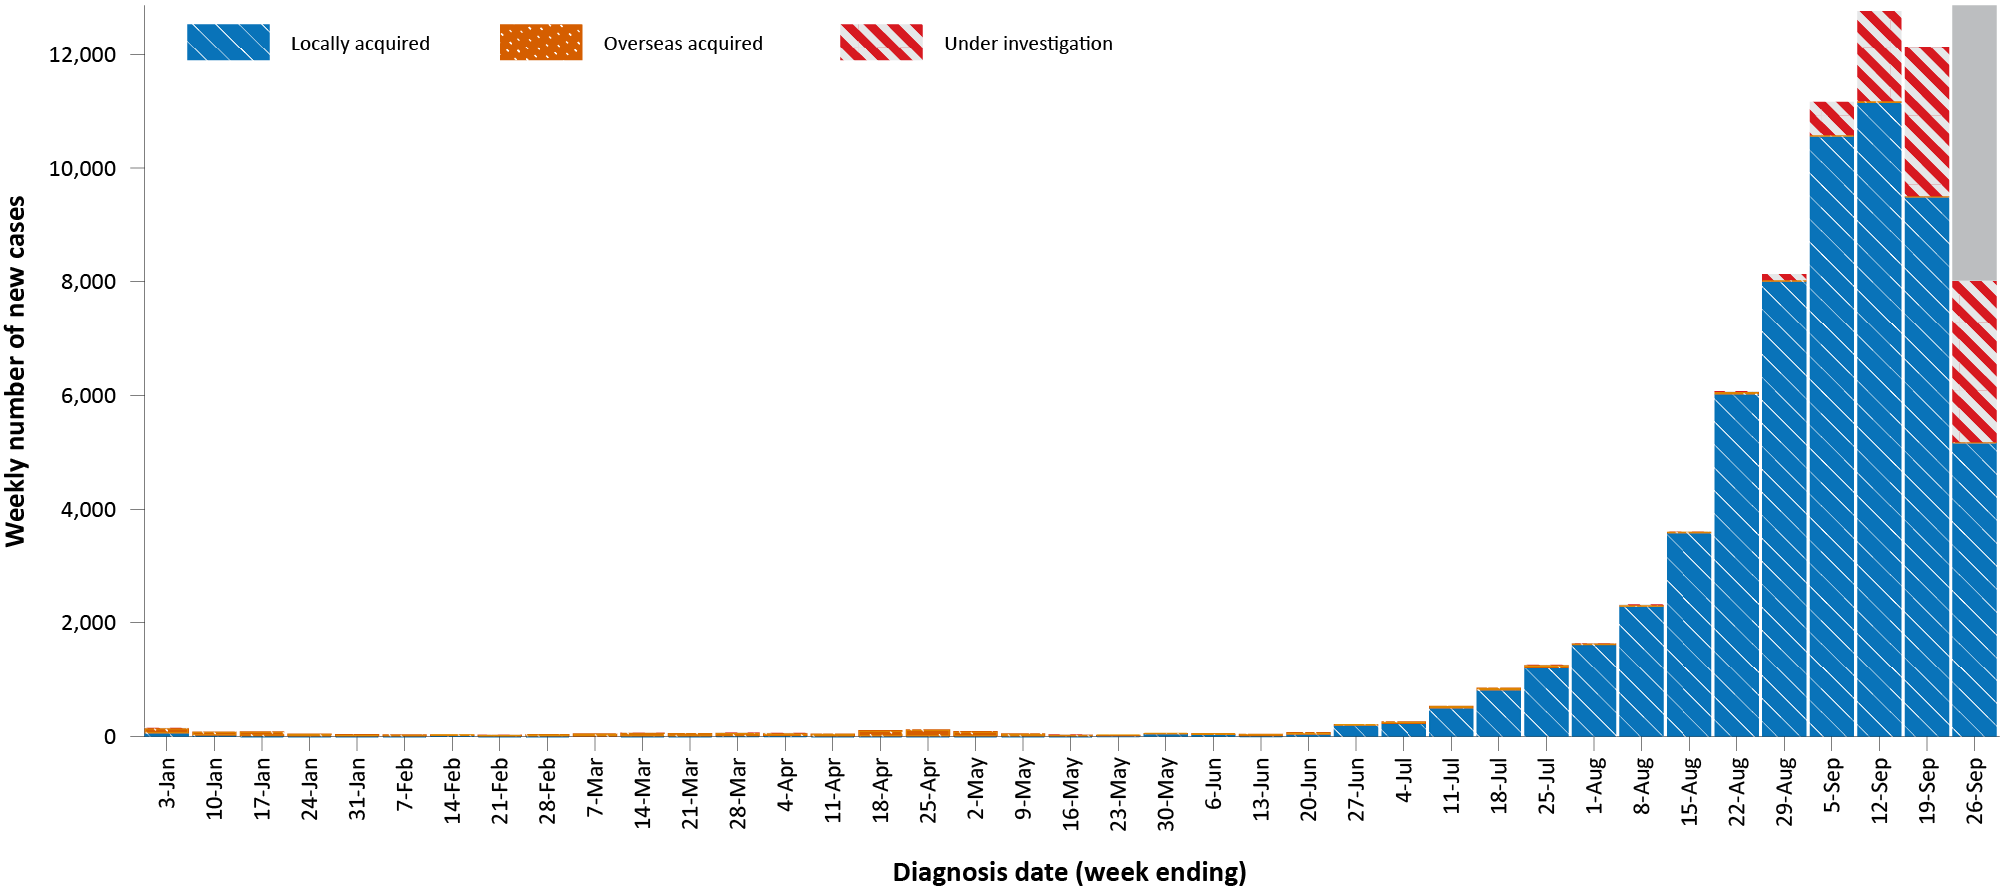 Locally acquired
Overseas acquired
Under investigation
Weekly number of new cases
12,000
10,000
8,000
6,000
4,000
2,000
0
3-Jan
10-Jan
17-Jan
24-Jan
31-Jan
7-Feb
14-Feb
21-Feb
28-Feb
7-Mar
14-Mar
21-Mar
28-Mar
4-Apr
11-Apr
18-Apr
25-Apr
2-May
9-May
16-May
23-May
30-May
6-Jun
13-Jun
20-Jun
27-Jun
4-Jul
11-Jul
18-Jul
25-Jul
1-Aug
8-Aug
15-Aug
22-Aug
29-Aug
5-Sep
12-Sep
19-Sep
26-Sep
Diagnosis date (week ending)